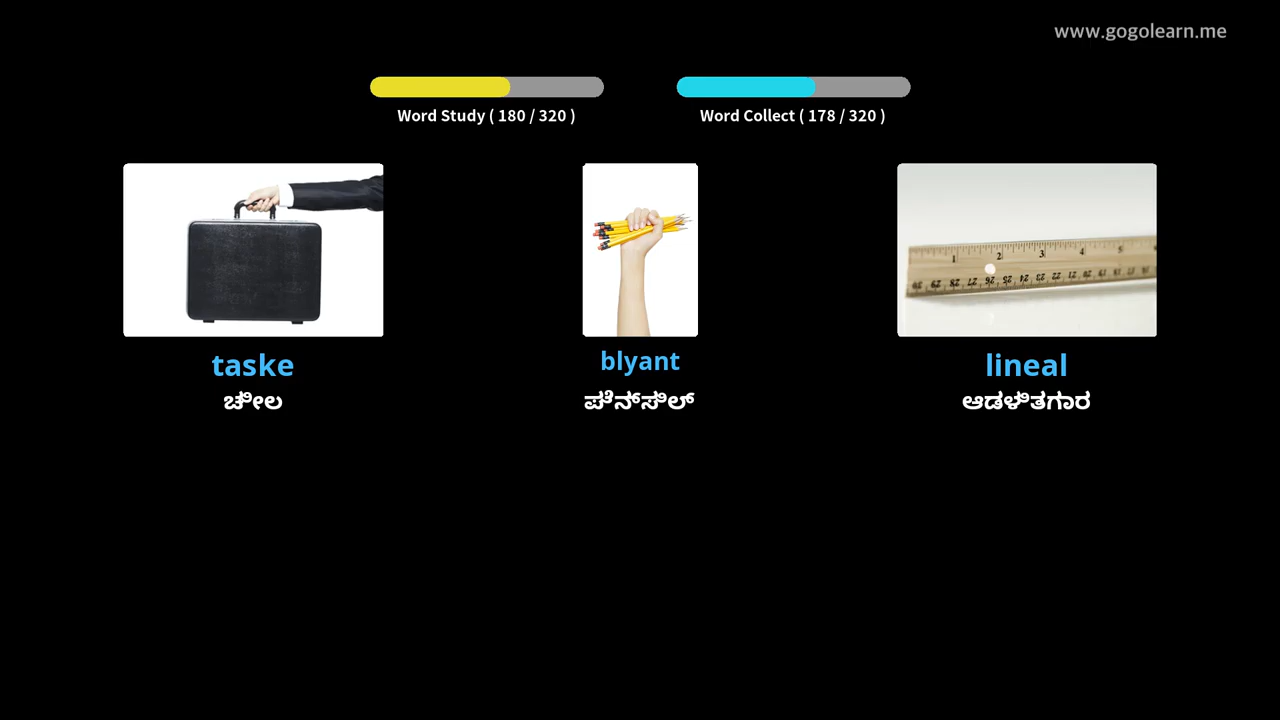 www.gogolearn.me
Word Study ( 180 / 320 )
Word Collect ( 178 / 320 )
taske
blyant
lineal
ಚೀಲ
ಪೆನ್ಸಿಲ್
ಆಡಳಿತಗಾರ